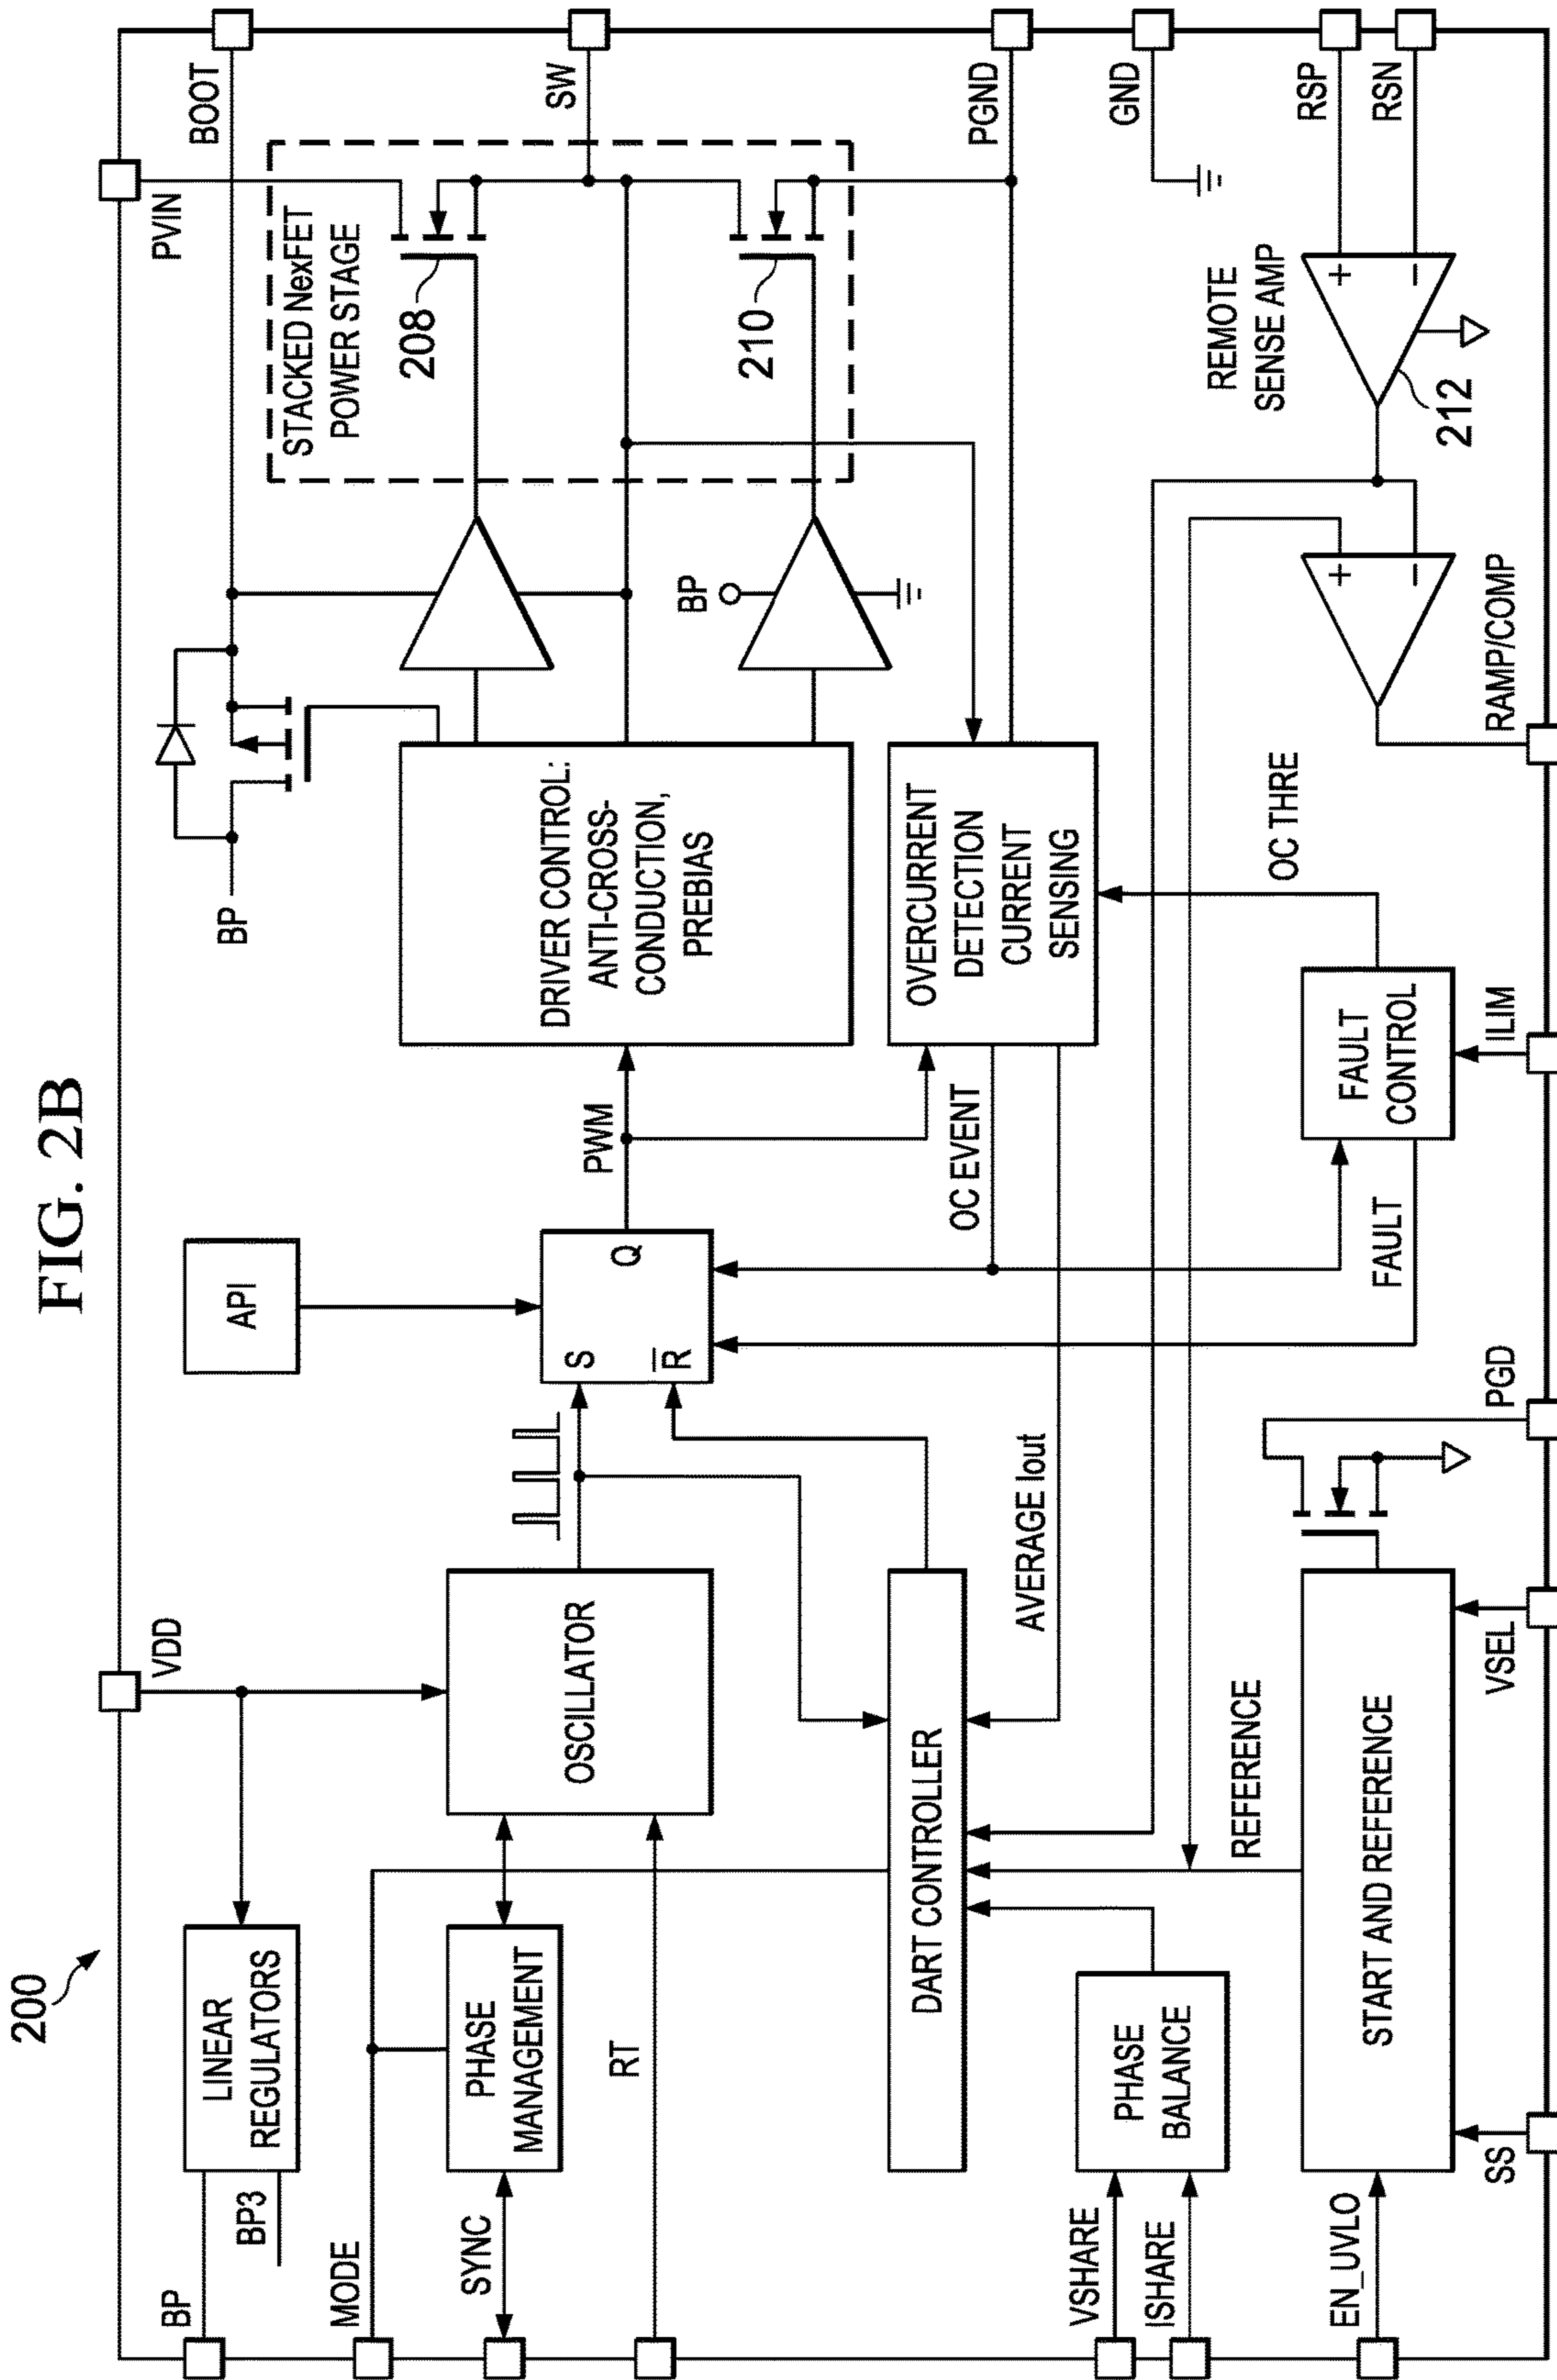 FIG. 2B
200
VDD
PVIN
BP
LINEAR
REGULATORS
BP3
API
BP
BOOT
MODE
SYNC
PHASE
MANAGEMENT
RT
OSCILLATOR
S
R
Q
PWM
DRIVER CONTROL:
ANTI-CROSS-
CONDUCTION,
PREBIAS
BP
STACKED NexFET
POWER STAGE
208
210
SW
PGND
GND
DART CONTROLLER
AVERAGE Iout
OC EVENT
OVERCURRENT
DETECTION
CURRENT
SENSING
VSHARE
ISHARE
PHASE
BALANCE
REFERENCE
EN_UVLO
START AND REFERENCE
SS
VSEL
PGD
FAULT
FAULT
CONTROL
ILIM
OC THRE
RAMP/COMP
+
−
REMOTE
SENSE AMP
212
+
−
RSP
RSN